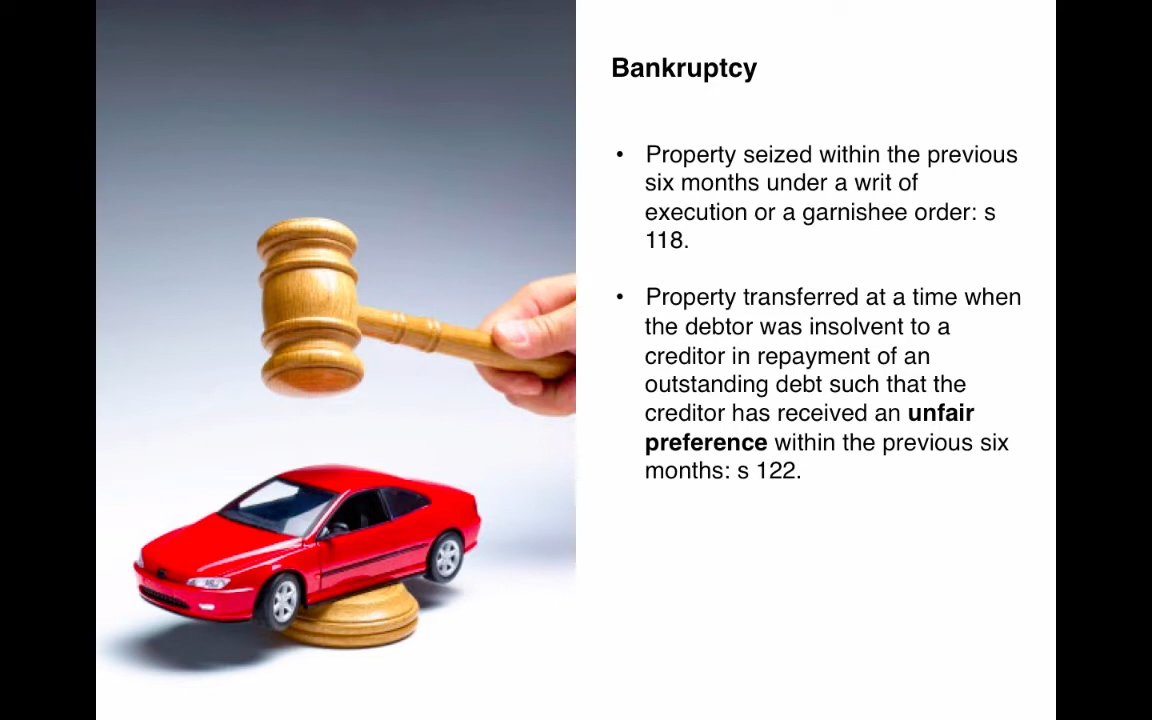 Bankruptcy
• Property seized within the previous
six months under a writ of
execution or a garnishee order: s
118.
• Property transferred at a time when
the debtor was insolvent to a
creditor in repayment of an
outstanding debt such that the
creditor has received an unfair
preference within the previous six
months: s 122.